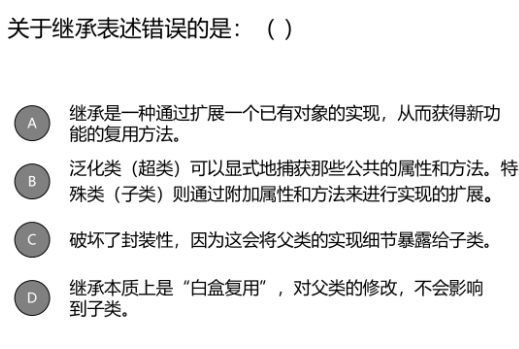 关于继承表述错误的是：（ ）
A
继承是一种通过扩展一个已有对象的实现，从而获得新功
能的复用方法。
B
泛化类（超类）可以显式地捕获那些公共的属性和方法。特
殊类（子类）则通过附加属性和方法来进行实现的扩展。
C
破坏了封装性，因为这会将父类的实现细节暴露给子类。
D
继承本质上是“白盒复用”，对父类的修改，不会影响
到子类。